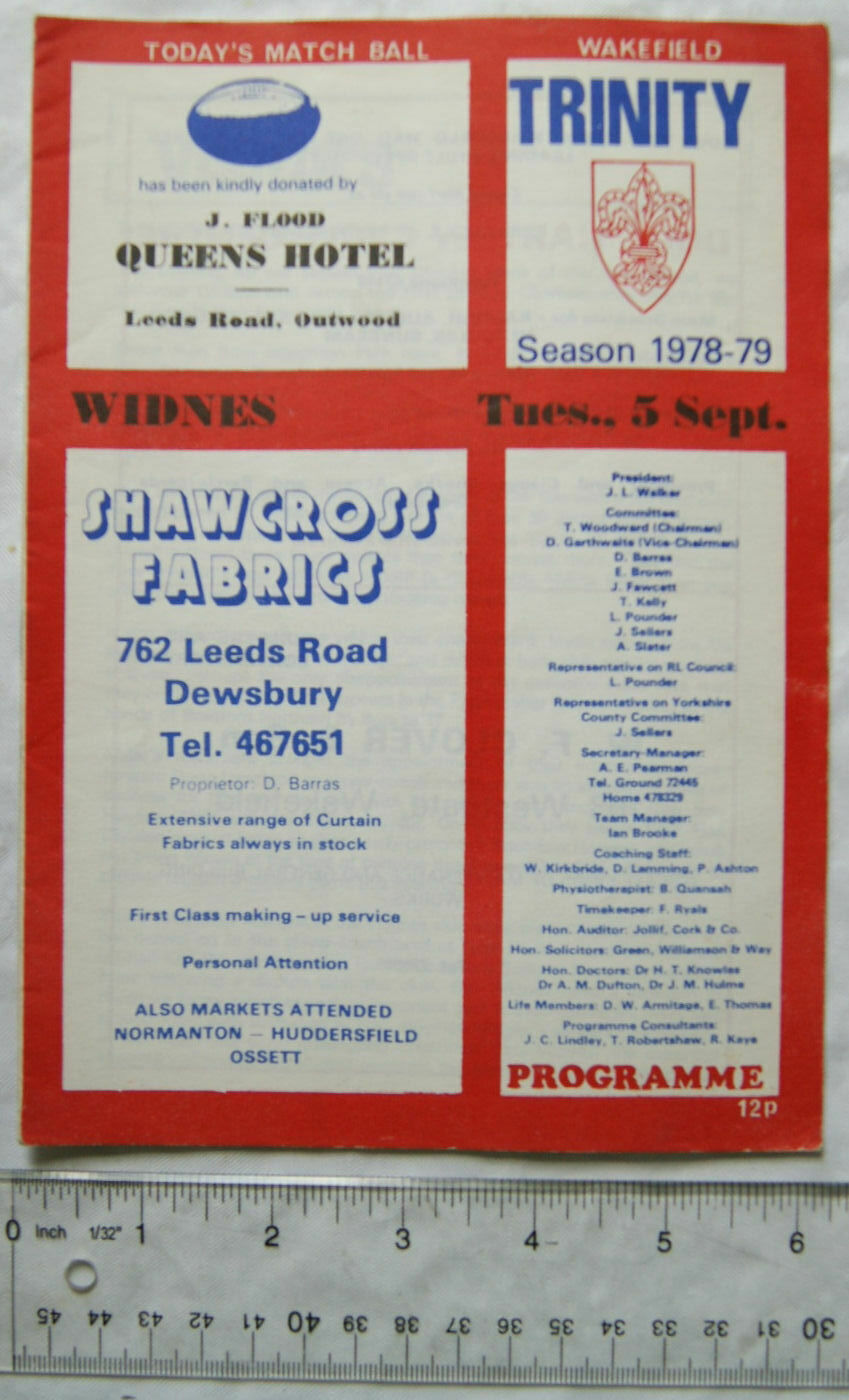 TODAY'S MATCH BALL
has been kindly donated by
J. FLOOD
QUEENS HOTEL
Leeds Road, Outwood
WAKEFIELD
TRINITY
Season 1978-79
WIDNES
Tues., 5 Sept.
SHAWCROSS
FABRICS
762 Leeds Road
Dewsbury
Tel. 467651
Proprietor: D. Barras
Extensive range of Curtain
Fabrics always in stock
First Class making - up service
Personal Attention
ALSO MARKETS ATTENDED
NORMANTON — HUDDERSFIELD
OSSETT
President:
J. L. Walker
Committee:
T. Woodward (Chairman)
D. Garthwaite (Vice-Chairman)
D. Barras
E. Brown
J. Fawcett
T. Kelly
L. Pounder
J. Sellers
A. Slater
Representative on RL Council:
L. Pounder
Representative on Yorkshire
County Committee:
J. Sellers
Secretary-Manager:
A. E. Pearman
Tel. Ground 72445
Home 478329
Team Manager:
Ian Brooke
Coaching Staff:
W. Kirkbride, D. Lamming, P. Ashton
Physiotherapist: B. Quansah
Timekeeper: F. Ryals
Hon. Auditor: Jollif, Cork & Co.
Hon. Solicitors: Green, Williamson & Way
Hon. Doctors: Dr H. T. Knowles
Dr A. M. Dufton, Dr J. M. Hulme
Life Members: D. W. Armitage, E. Thomas
Programme Consultants:
J. C. Lindley, T. Robertshaw, R. Kaye
PROGRAMME
12p
0 Inch 1/32" 1 2 3 4 5 6
45 44 43 42 41 40 39 38 37 36 35 34 33 32 31 30